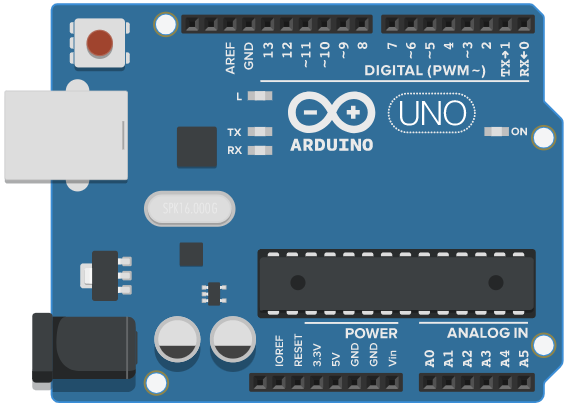 AREF
GND
13
12
~11
~10
~9
8
7
~6
~5
4
~3
2
TX→1
RX←0
DIGITAL (PWM~)
L
TX
RX
ARDUINO
UNO
ON
SPK16.000G
POWER
ANALOG IN
IOREF
RESET
3.3V
5V
GND
GND
Vin
A0
A1
A2
A3
A4
A5